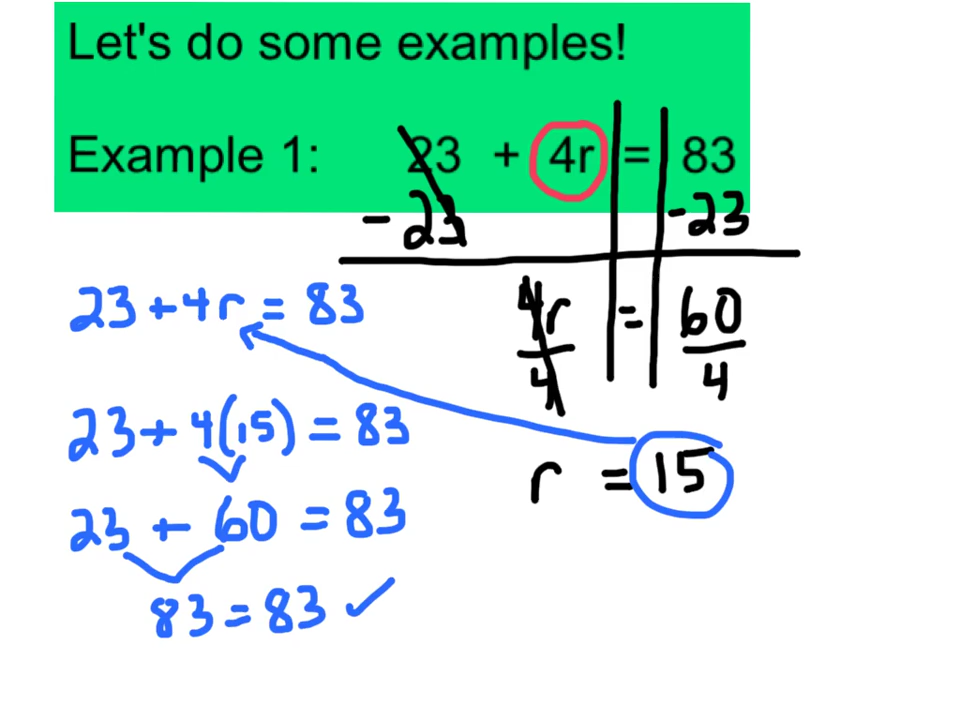 Let's do some examples!
Example 1: 23 + 4r = 83
-23 -23
4r = 60
4 4
r = 15
23 + 4r = 83
23 + 4(15) = 83
23 + 60 = 83
83 = 83 ✓